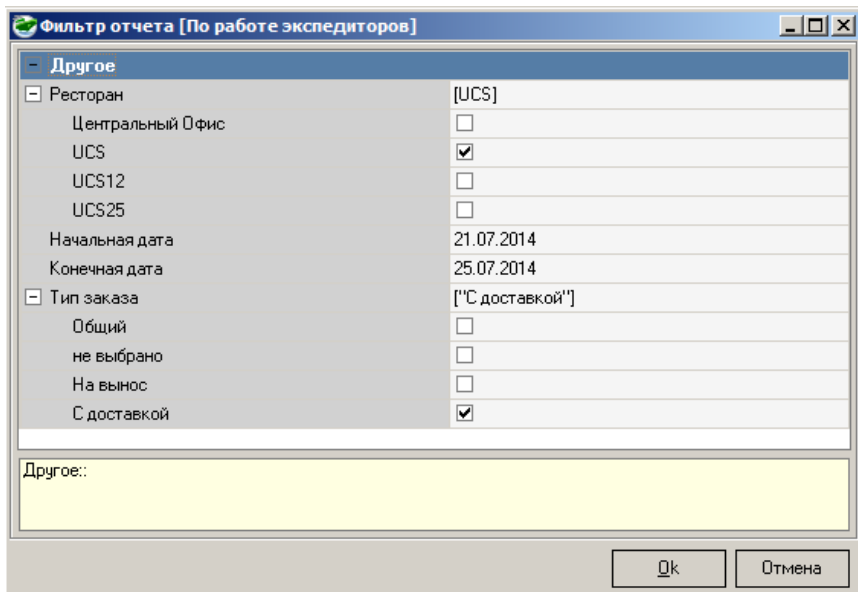 Фильтр отчета [По работе экспедиторов]
Другое
Ресторан [UCS]
Центральный Офис
UCS
UCS12
UCS25
Начальная дата 21.07.2014
Конечная дата 25.07.2014
Тип заказа ["С доставкой"]
Общий
не выбрано
На вынос
С доставкой
Другое::
Ok Отмена